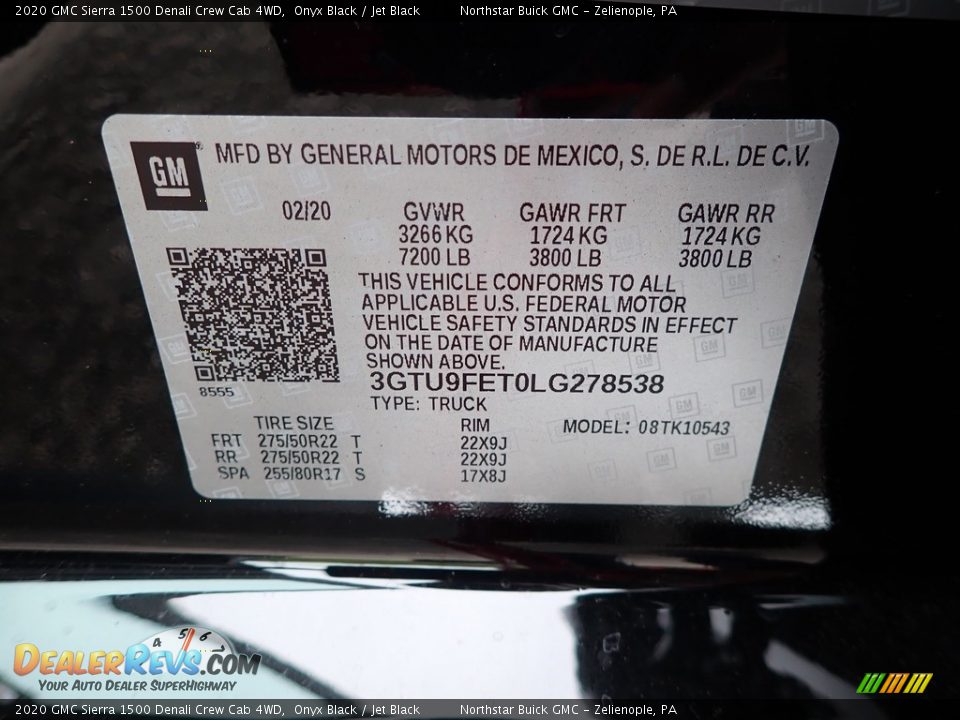 2020 GMC Sierra 1500 Denali Crew Cab 4WD, Onyx Black / Jet Black Northstar Buick GMC - Zelienople, PA
GM MFD BY GENERAL MOTORS DE MEXICO, S. DE R.L. DE C.V.
02/20 GVWR GAWR FRT GAWR RR
3266 KG 1724 KG 1724 KG
7200 LB 3800 LB 3800 LB
THIS VEHICLE CONFORMS TO ALL
APPLICABLE U.S. FEDERAL MOTOR
VEHICLE SAFETY STANDARDS IN EFFECT
ON THE DATE OF MANUFACTURE
SHOWN ABOVE.
8555 3GTU9FET0LG278538
TYPE: TRUCK
TIRE SIZE RIM MODEL: 08TK10543
FRT 275/50R22 T 22X9J
RR 275/50R22 T 22X9J
SPA 255/80R17 S 17X8J
4 5 6
DEALERREVS.COM
YOUR AUTO DEALER SUPERHIGHWAY
2020 GMC Sierra 1500 Denali Crew Cab 4WD, Onyx Black / Jet Black Northstar Buick GMC - Zelienople, PA